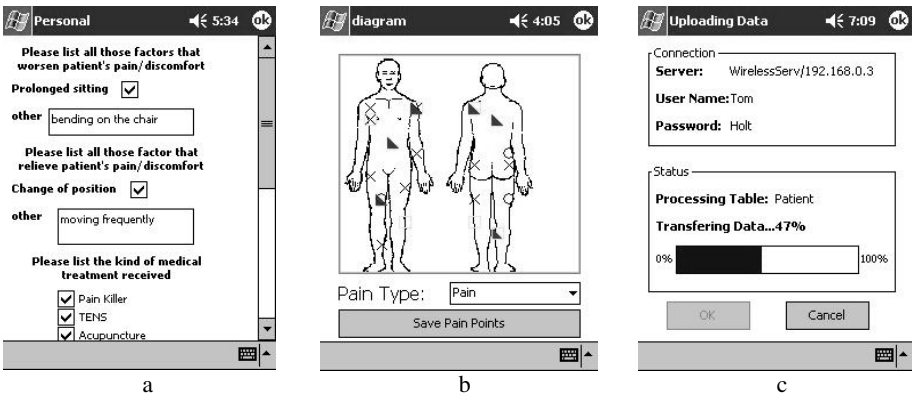 Personal 5:34 ok
Please list all those factors that
worsen patient's pain/discomfort
Prolonged sitting
other bending on the chair
Please list all those factor that
relieve patient's pain/discomfort
Change of position
other moving frequently
Please list the kind of medical
treatment received
Pain Killer
TENS
Acupuncture
a
diagram 4:05 ok
Pain Type: Pain
Save Pain Points
b
Uploading Data 7:09 ok
Connection
Server: WirelessServ/192.168.0.3
User Name: Tom
Password: Holt
Status
Processing Table: Patient
Transfering Data...47%
0% 100%
OK Cancel
c